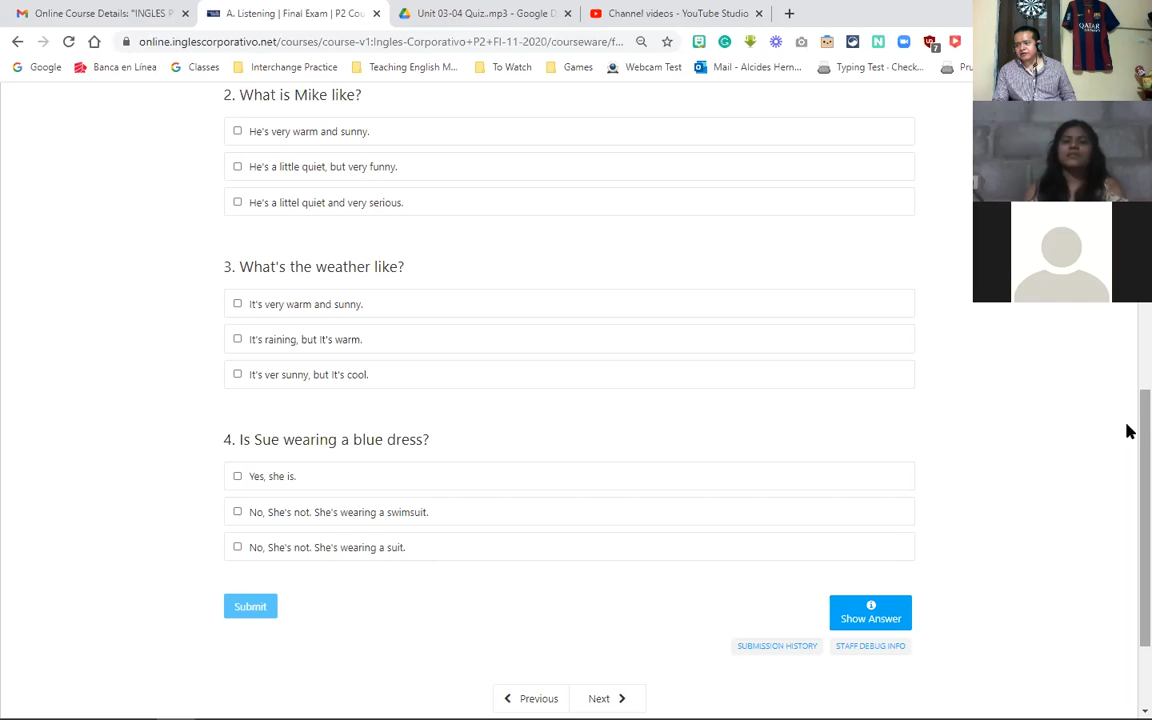 Online Course Details: "INGLES P
A. Listening | Final Exam | P2 Cou
Unit 03-04 Quiz..mp3 - Google D
Channel videos - YouTube Studio
online.inglescorporativo.net/courses/course-v1:Ingles-Corporativo+P2+FI-11-2020/courseware/f...
7
Google
Banca en Línea
Classes
Interchange Practice
Teaching English M...
To Watch
Games
Webcam Test
Mail - Alcides Hern...
Typing Test - Check...
Pru
QATAR
2. What is Mike like?
He's very warm and sunny.
He's a little quiet, but very funny.
He's a littel quiet and very serious.
3. What's the weather like?
It's very warm and sunny.
It's raining, but It's warm.
It's ver sunny, but It's cool.
4. Is Sue wearing a blue dress?
Yes, she is.
No, She's not. She's wearing a swimsuit.
No, She's not. She's wearing a suit.
Submit
Show Answer
SUBMISSION HISTORY
STAFF DEBUG INFO
Previous
Next